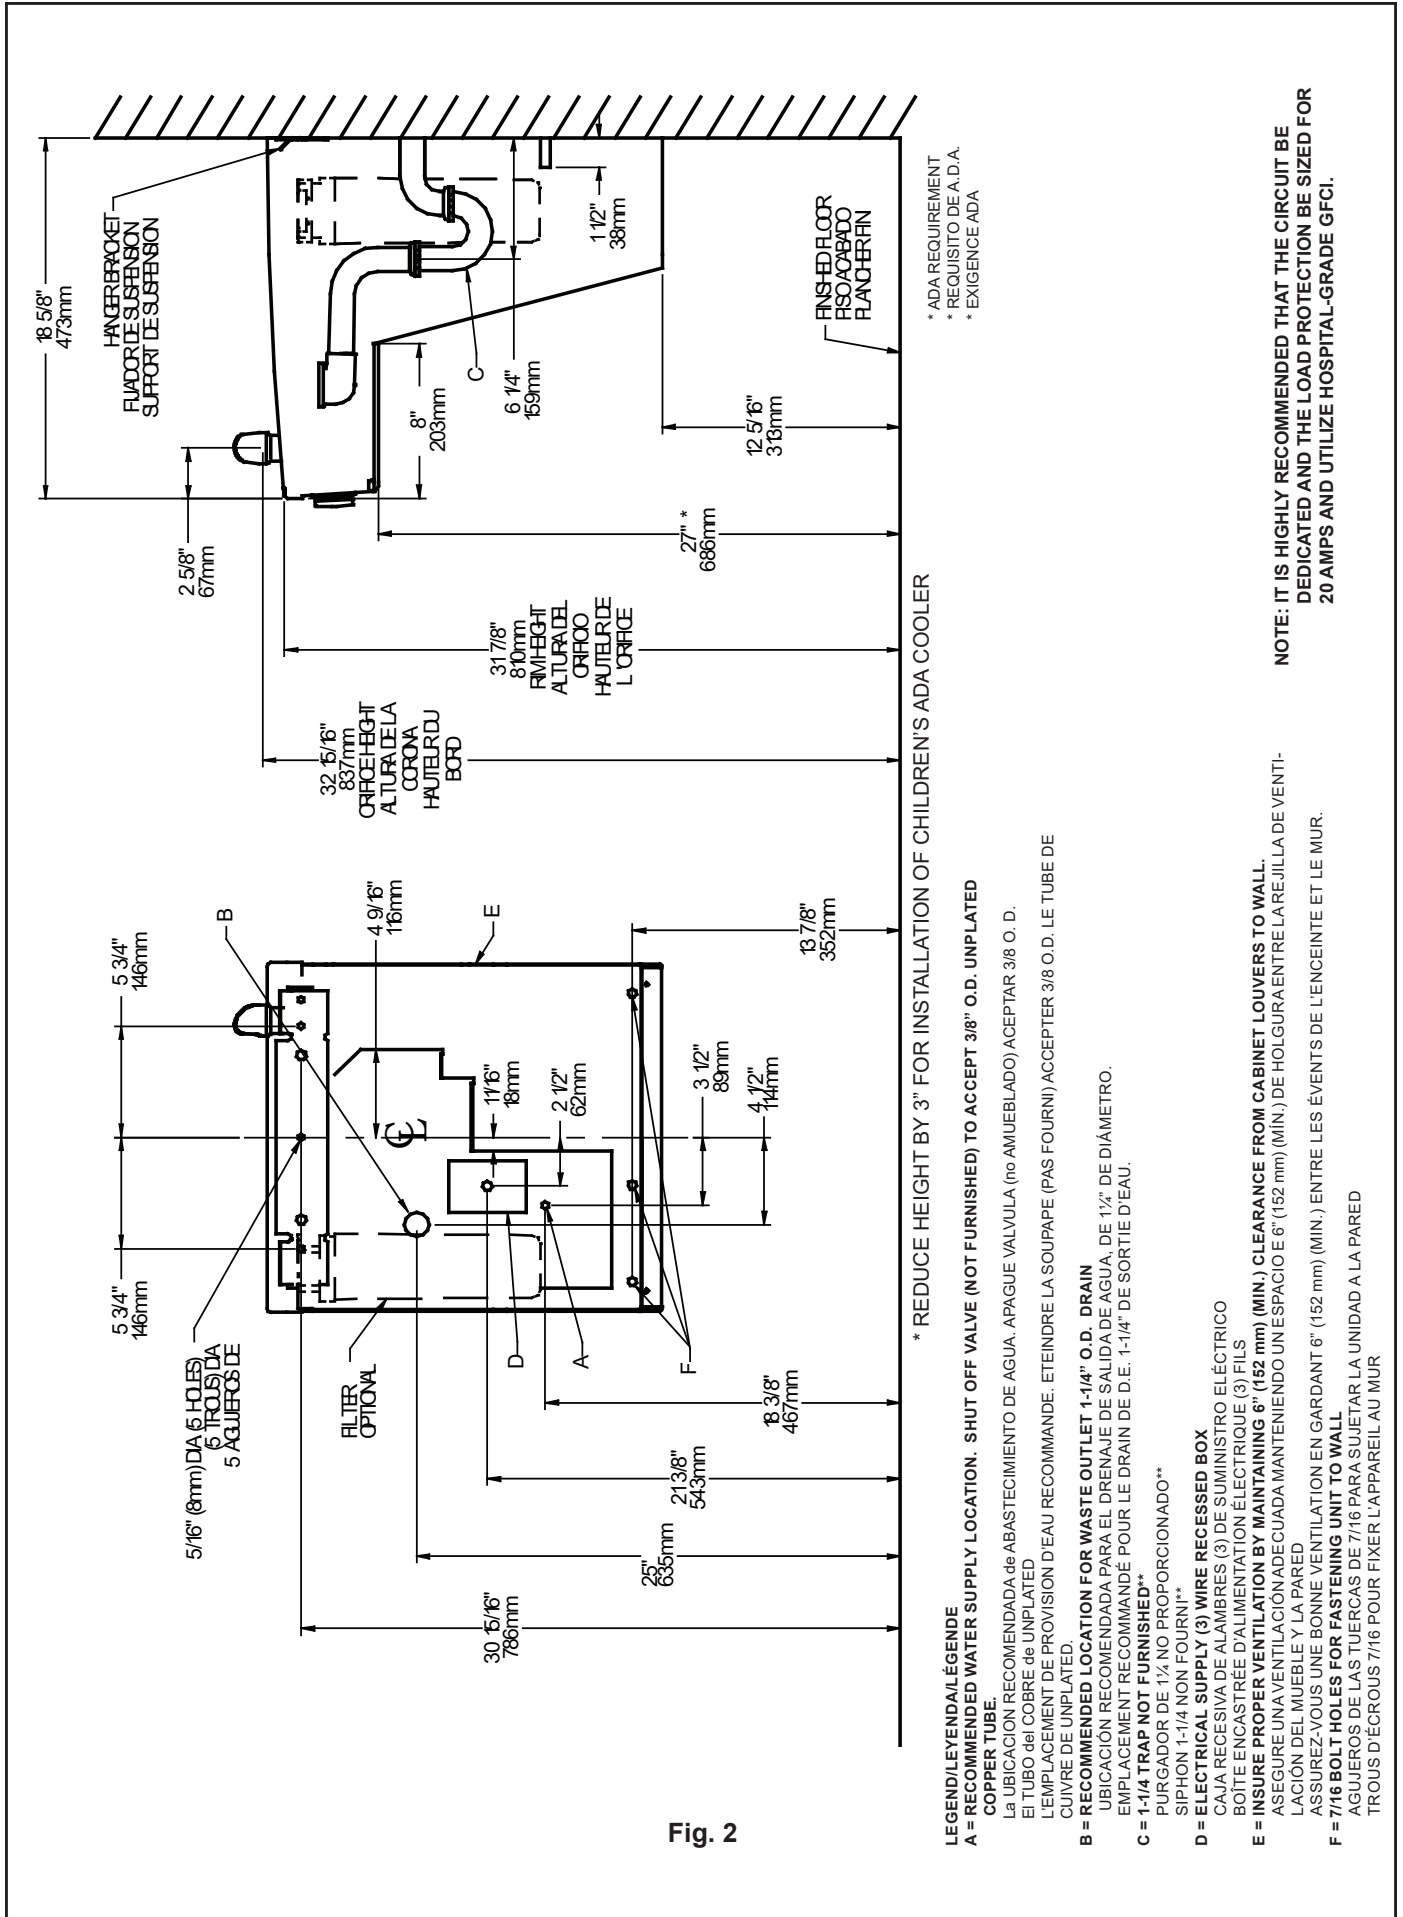 18 5/8"
473mm
HANGER BRACKET
FIJADOR DE SUSPENSION
SUPPORT DE SUSPENSION
2 5/8"
67mm
1 1/2"
38mm
C
6 1/4"
159mm
8"
203mm
12 5/16"
313mm
27" *
686mm
FINISHED FLOOR
PISO ACABADO
PLANCHER FIN
31 7/8"
810mm
RIM HEIGHT
ALTURA DEL
ORIFICIO
HAUTEUR DE
L 'ORIFICE
32 15/16"
837mm
ORIFICE HEIGHT
ALTURA DE LA
CORONA
HAUTEUR DU
BORD
* ADA REQUIREMENT
* REQUISITO DE A.D.A.
* EXIGENCE ADA
5 3/4"
146mm
B
4 9/16"
116mm
E
13 7/8"
352mm
CL
11/16"
18mm
2 1/2"
62mm
3 1/2"
89mm
4 1/2"
114mm
5 3/4"
146mm
5/16" (8mm) DIA (5 HOLES)
(5 TROUS) DIA
5 AGUJEROS DE
FILTER
OPTIONAL
D
A
F
18 3/8"
467mm
21 3/8"
543mm
25"
635mm
30 15/16"
786mm
* REDUCE HEIGHT BY 3” FOR INSTALLATION OF CHILDREN’S ADA COOLER
LEGEND/LEYENDA/LÉGENDE
A = RECOMMENDED WATER SUPPLY LOCATION. SHUT OFF VALVE (NOT FURNISHED) TO ACCEPT 3/8” O.D. UNPLATED
COPPER TUBE.
La UBICACION RECOMENDADA de ABASTECIMIENTO DE AGUA. APAGUE VALVULA (no AMUEBLADO) ACEPTAR 3/8 O. D.
El TUBO del COBRE de UNPLATED
L'EMPLACEMENT DE PROVISION D'EAU RECOMMANDE. ETEINDRE LA SOUPAPE (PAS FOURNI) ACCEPTER 3/8 O.D. LE TUBE DE
CUIVRE DE UNPLATED.
B = RECOMMENDED LOCATION FOR WASTE OUTLET 1-1/4” O.D. DRAIN
UBICACIÓN RECOMENDADA PARA EL DRENAJE DE SALIDA DE AGUA, DE 1¼” DE DIÁMETRO.
EMPLACEMENT RECOMMANDÉ POUR LE DRAIN DE D.E. 1-1/4” DE SORTIE D’EAU.
C = 1-1/4 TRAP NOT FURNISHED**
PURGADOR DE 1¼ NO PROPORCIONADO**
SIPHON 1-1/4 NON FOURNI**
D = ELECTRICAL SUPPLY (3) WIRE RECESSED BOX
CAJA RECESIVA DE ALAMBRES (3) DE SUMINISTRO ELÉCTRICO
BOÎTE ENCASTRÉE D’ALIMENTATION ÉLECTRIQUE (3) FILS
E = INSURE PROPER VENTILATION BY MAINTAINING 6” (152 mm) (MIN.) CLEARANCE FROM CABINET LOUVERS TO WALL.
ASEGURE UNA VENTILACIÓN ADECUADA MANTENIENDO UN ESPACIO E 6” (152 mm) (MÍN.) DE HOLGURA ENTRE LA REJILLA DE VENTI-
LACIÓN DEL MUEBLE Y LA PARED
ASSUREZ-VOUS UNE BONNE VENTILATION EN GARDANT 6” (152 mm) (MIN.) ENTRE LES ÉVENTS DE L’ENCEINTE ET LE MUR.
F = 7/16 BOLT HOLES FOR FASTENING UNIT TO WALL
AGUJEROS DE LAS TUERCAS DE 7/16 PARA SUJETAR LA UNIDAD A LA PARED
TROUS D’ÉCROUS 7/16 POUR FIXER L’APPAREIL AU MUR
NOTE: IT IS HIGHLY RECOMMENDED THAT THE CIRCUIT BE
DEDICATED AND THE LOAD PROTECTION BE SIZED FOR
20 AMPS AND UTILIZE HOSPITAL-GRADE GFCI.
Fig. 2